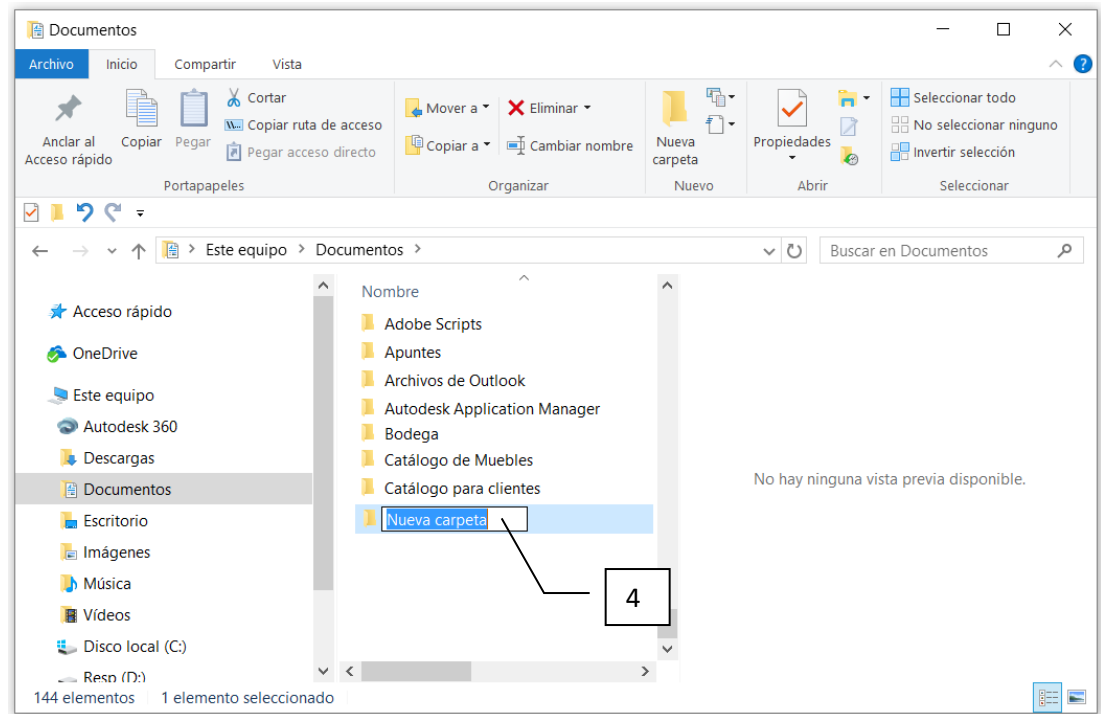 Documentos
Archivo Inicio Compartir Vista
?
Anclar al Acceso rápido
Copiar
Pegar
Cortar
W... Copiar ruta de acceso
Pegar acceso directo
Portapapeles
Mover a
Copiar a
Eliminar
Cambiar nombre
Organizar
Nueva carpeta
Nuevo
Propiedades
Abrir
Seleccionar todo
No seleccionar ninguno
Invertir selección
Seleccionar
Este equipo > Documentos >
Buscar en Documentos
Acceso rápido
OneDrive
Este equipo
Autodesk 360
Descargas
Documentos
Escritorio
Imágenes
Música
Vídeos
Disco local (C:)
Resp (D:)
Nombre
Adobe Scripts
Apuntes
Archivos de Outlook
Autodesk Application Manager
Bodega
Catálogo de Muebles
Catálogo para clientes
Nueva carpeta
4
No hay ninguna vista previa disponible.
144 elementos 1 elemento seleccionado